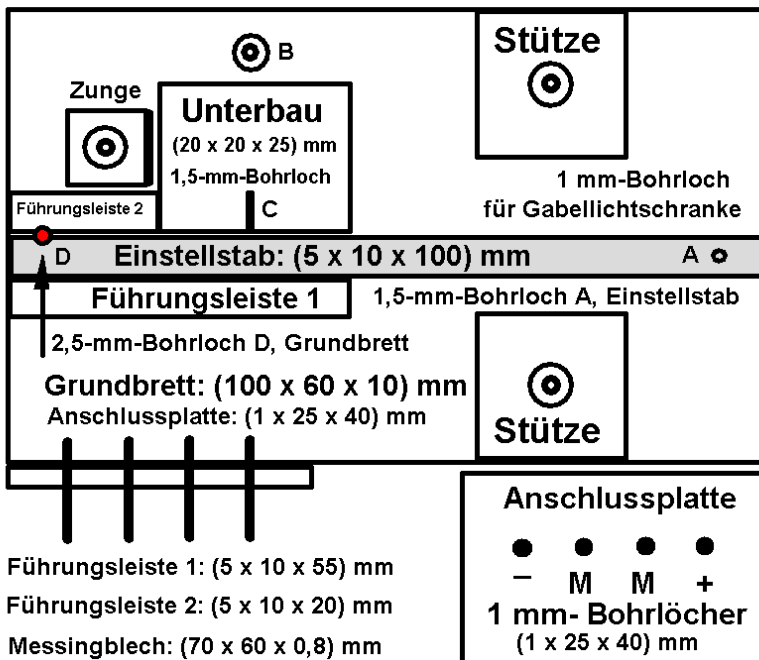 Stütze
B
Zunge
Unterbau
(20 x 20 x 25) mm
1,5-mm-Bohrloch
C
1 mm-Bohrloch
für Gabellichtschranke
Führungsleiste 2
D
Einstellstab: (5 x 10 x 100) mm
A
Führungsleiste 1
1,5-mm-Bohrloch A, Einstellstab
2,5-mm-Bohrloch D, Grundbrett
Grundbrett: (100 x 60 x 10) mm
Anschlussplatte: (1 x 25 x 40) mm
Stütze
Anschlussplatte
– M M +
1 mm- Bohrlöcher
(1 x 25 x 40) mm
Führungsleiste 1: (5 x 10 x 55) mm
Führungsleiste 2: (5 x 10 x 20) mm
Messingblech: (70 x 60 x 0,8) mm